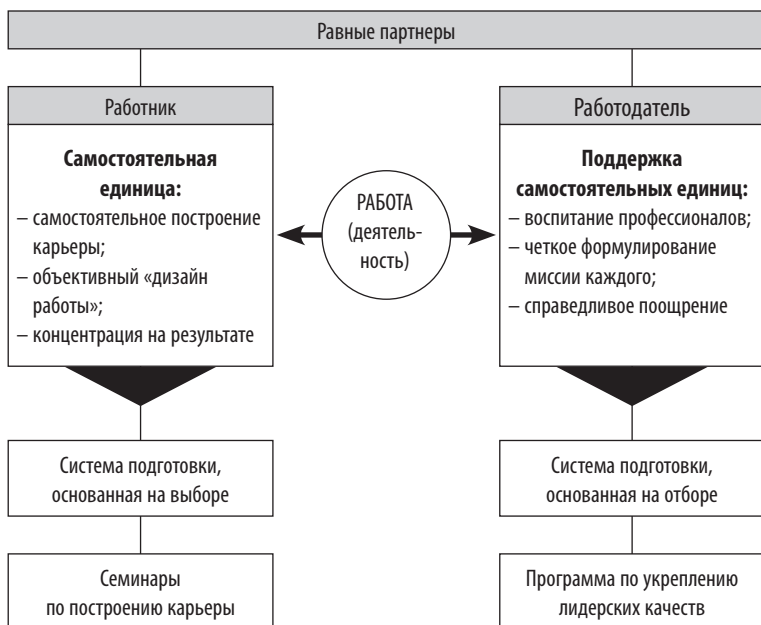 Равные партнеры
Работник
Самостоятельная
единица:
– самостоятельное построение
карьеры;
– объективный «дизайн
работы»;
– концентрация на результате
РАБОТА
(деятель-
ность)
Работодатель
Поддержка
самостоятельных единиц:
– воспитание профессионалов;
– четкое формулирование
миссии каждого;
– справедливое поощрение
Система подготовки,
основанная на выборе
Система подготовки,
основанная на отборе
Семинары
по построению карьеры
Программа по укреплению
лидерских качеств